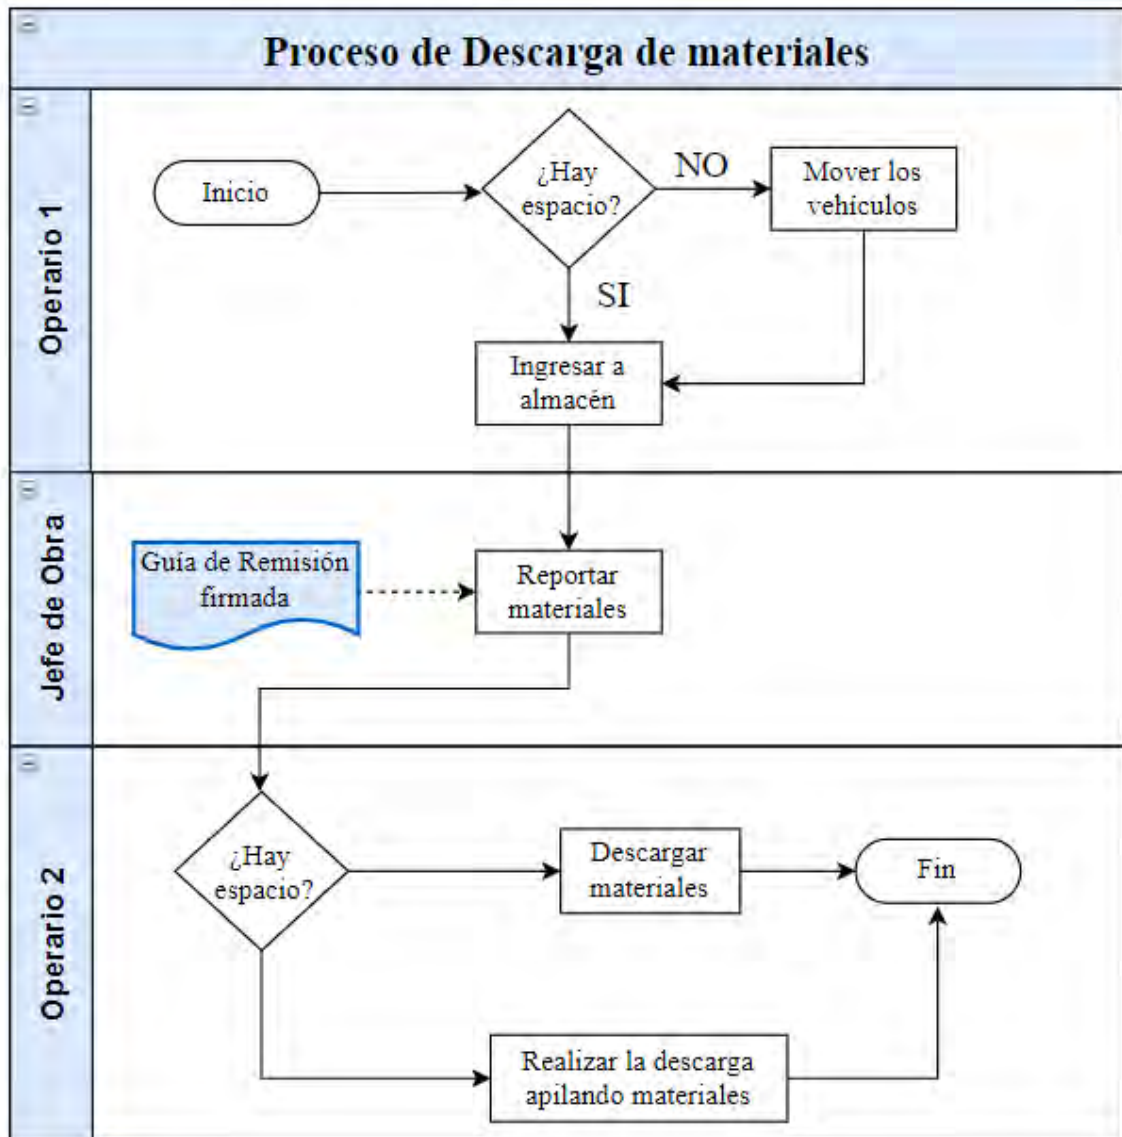 Proceso de Descarga de materiales
Operario 1
Inicio
¿Hay
espacio?
NO
Mover los
vehículos
SI
Ingresar a
almacén
Jefe de Obra
Guía de Remisión
firmada
Reportar
materiales
Operario 2
¿Hay
espacio?
Descargar
materiales
Fin
Realizar la descarga
apilando materiales